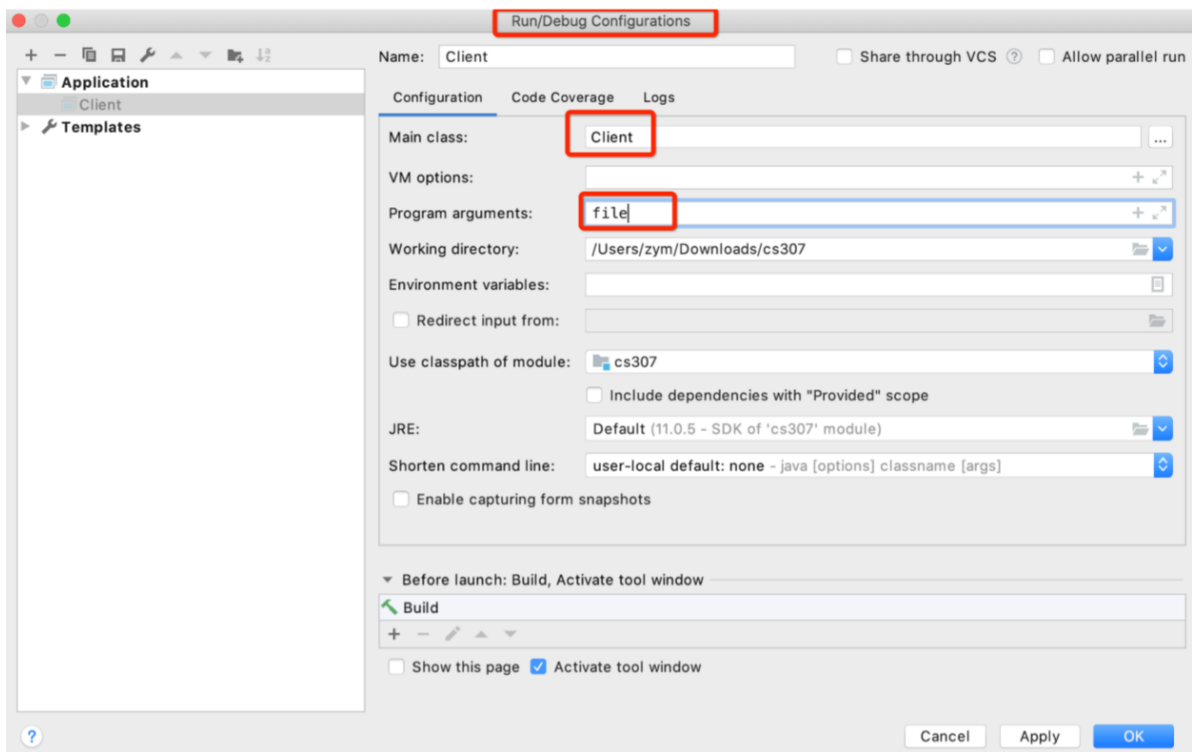 Run/Debug Configurations
Name: Client Share through VCS ? Allow parallel run
Application
Client
Templates
Configuration Code Coverage Logs
Main class: Client ...
VM options:
Program arguments: file
Working directory: /Users/zym/Downloads/cs307
Environment variables:
Redirect input from:
Use classpath of module: cs307
Include dependencies with "Provided" scope
JRE: Default (11.0.5 - SDK of 'cs307' module)
Shorten command line: user-local default: none - java [options] classname [args]
Enable capturing form snapshots
Before launch: Build, Activate tool window
Build
Show this page Activate tool window
? Cancel Apply OK